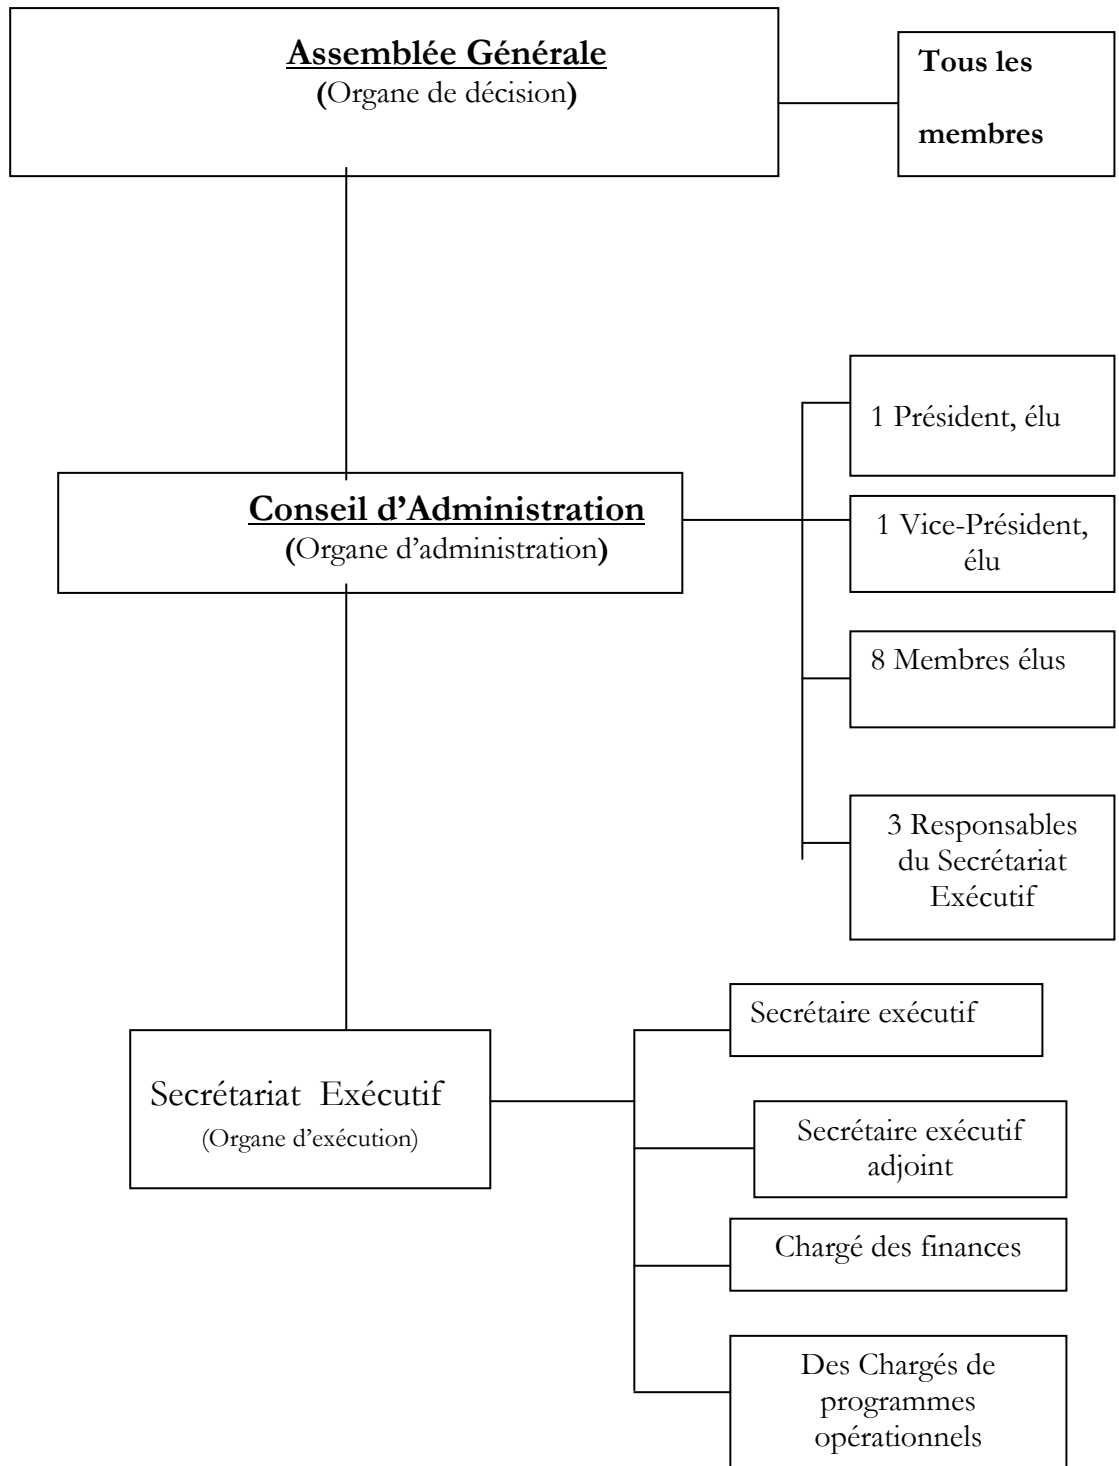 Assemblée Générale
(Organe de décision)
Tous les
membres
1 Président, élu
Conseil d’Administration
(Organe d’administration)
1 Vice-Président,
élu
8 Membres élus
3 Responsables
du Secrétariat
Exécutif
Secrétaire exécutif
Secrétariat Exécutif
(Organe d’exécution)
Secrétaire exécutif
adjoint
Chargé des finances
Des Chargés de
programmes
opérationnels